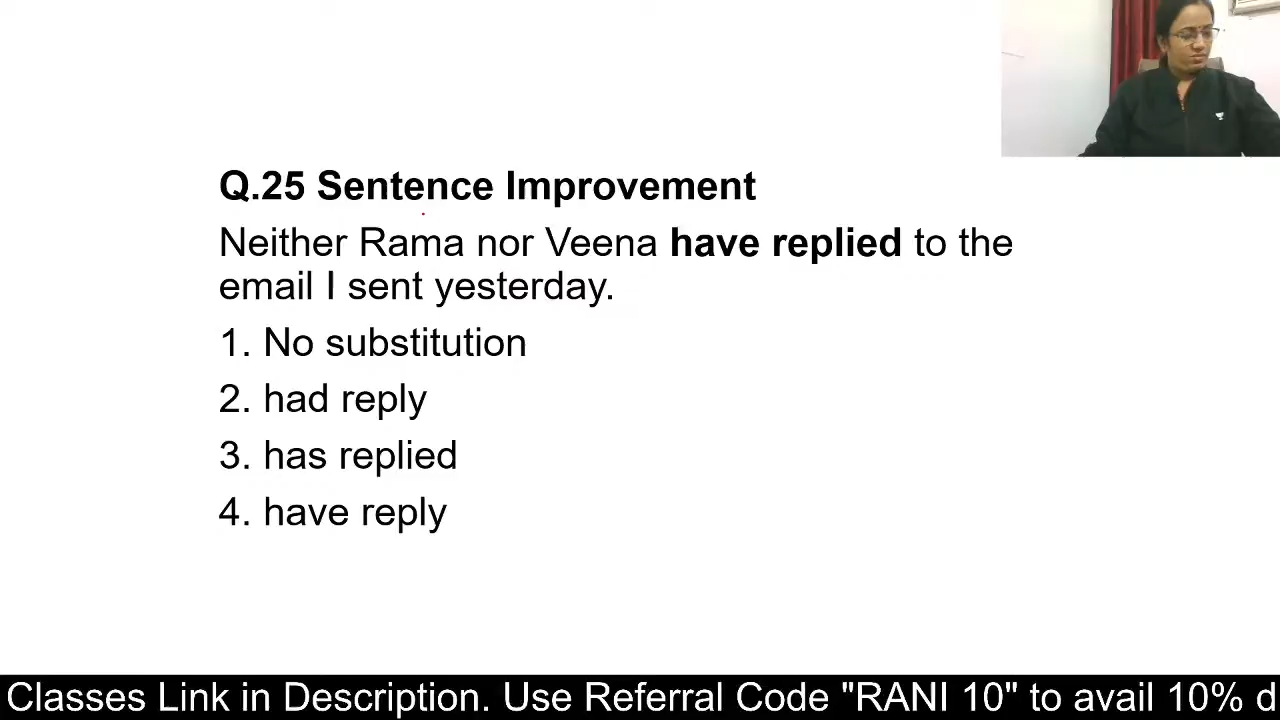 Q.25 Sentence Improvement
Neither Rama nor Veena have replied to the
email I sent yesterday.
1. No substitution
2. had reply
3. has replied
4. have reply
Classes Link in Description. Use Referral Code "RANI 10" to avail 10% d